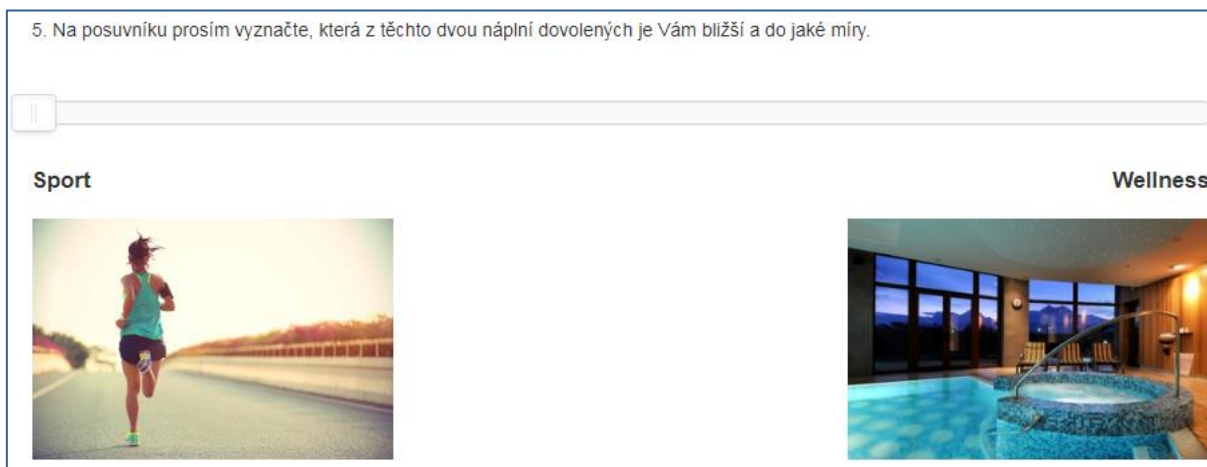 5. Na posuvníku prosím vyznačte, která z těchto dvou náplní dovolených je Vám bližší a do jaké míry.
Sport
Wellness